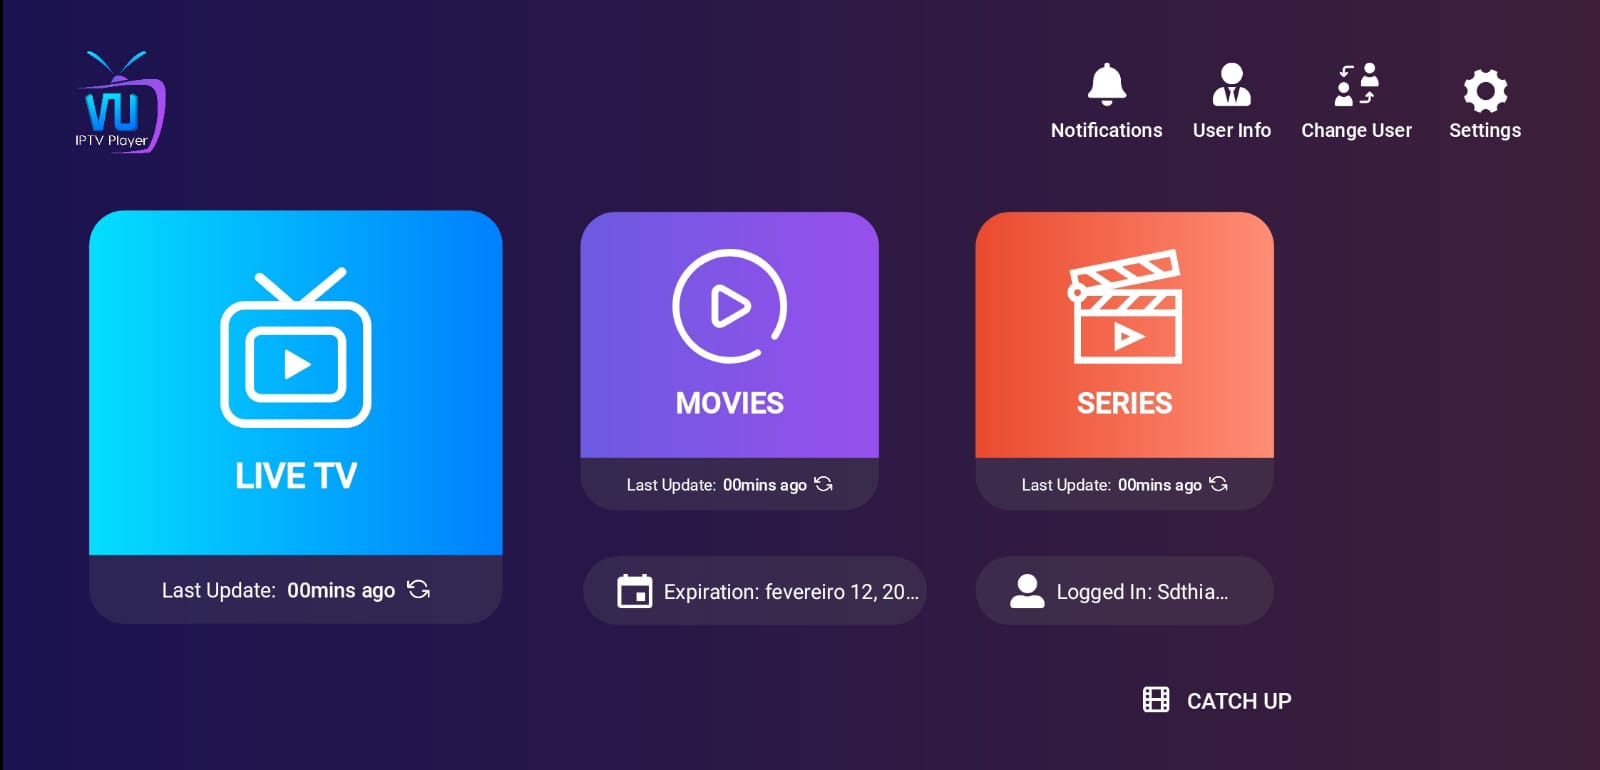 VU
IPTV Player
Notifications
User Info
Change User
Settings
LIVE TV
Last Update: 00mins ago
MOVIES
Last Update: 00mins ago
SERIES
Last Update: 00mins ago
Expiration: fevereiro 12, 20...
Logged In: Sdthia...
CATCH UP